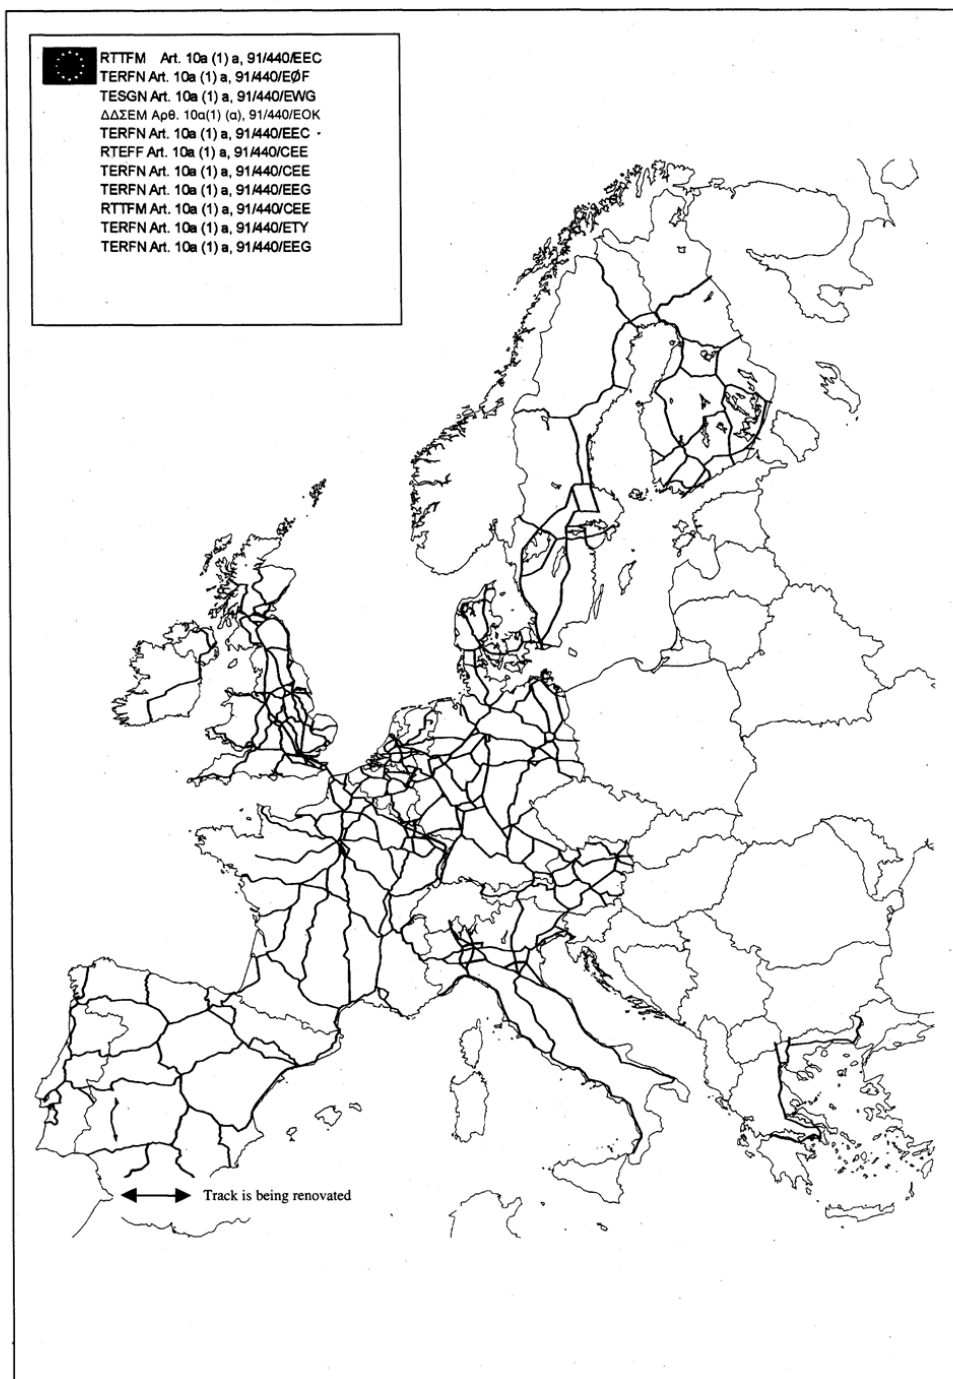 RTTFM Art. 10a (1) a, 91/440/EEC
TERFN Art. 10a (1) a, 91/440/EØF
TESGN Art. 10a (1) a, 91/440/EWG
ΔΔΣΕΜ Αρθ. 10α(1) (α), 91/440/ΕΟΚ
TERFN Art. 10a (1) a, 91/440/EEC
RTEFF Art. 10a (1) a, 91/440/CEE
TERFN Art. 10a (1) a, 91/440/CEE
TERFN Art. 10a (1) a, 91/440/EEG
RTTFM Art. 10a (1) a, 91/440/CEE
TERFN Art. 10a (1) a, 91/440/ETY
TERFN Art. 10a (1) a, 91/440/EEG
Track is being renovated